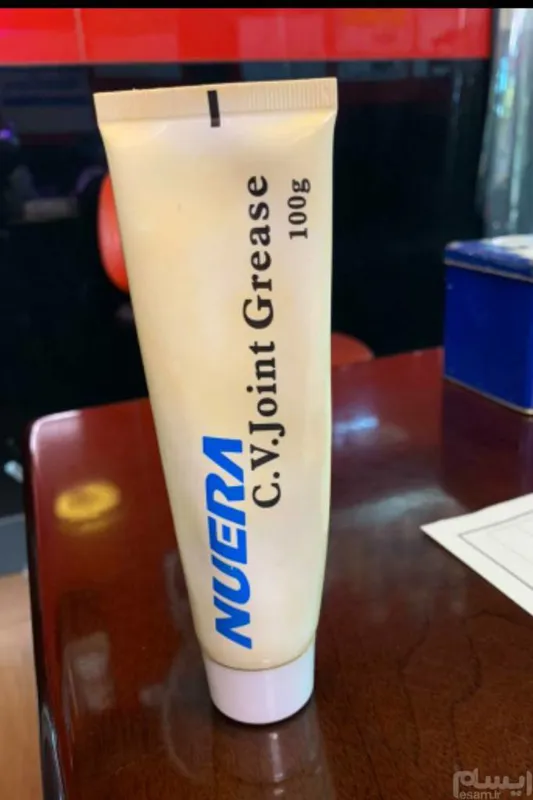 NUERA
C.V.Joint Grease
100g
ایسام
esam.ir